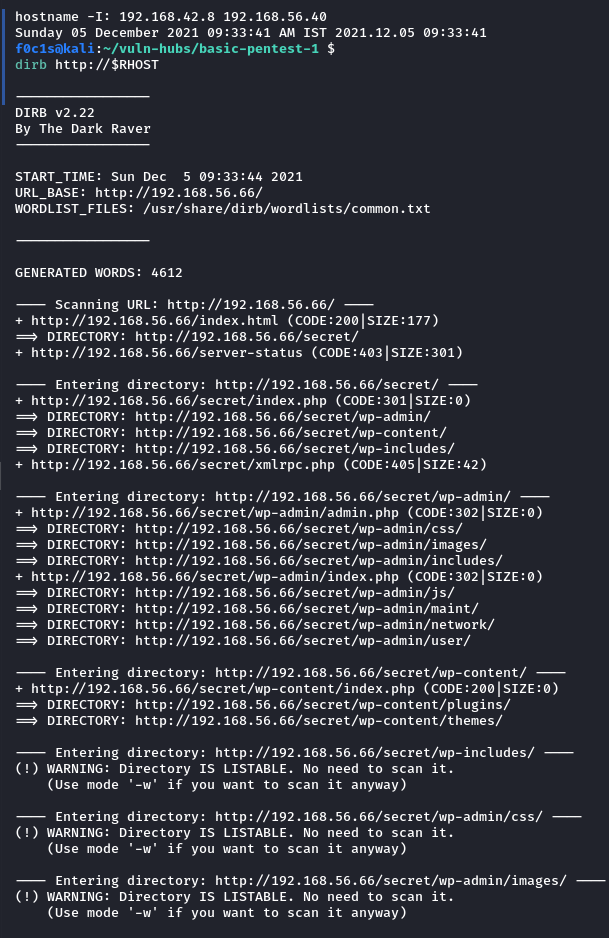 hostname -I: 192.168.42.8 192.168.56.40
Sunday 05 December 2021 09:33:41 AM IST 2021.12.05 09:33:41
f0c1s@kali:~/vuln-hubs/basic-pentest-1 $
dirb http://$RHOST
-----------------
DIRB v2.22
By The Dark Raver
-----------------
START_TIME: Sun Dec  5 09:33:44 2021
URL_BASE: http://192.168.56.66/
WORDLIST_FILES: /usr/share/dirb/wordlists/common.txt
-----------------
GENERATED WORDS: 4612
---- Scanning URL: http://192.168.56.66/ ----
+ http://192.168.56.66/index.html (CODE:200|SIZE:177)
==> DIRECTORY: http://192.168.56.66/secret/
+ http://192.168.56.66/server-status (CODE:403|SIZE:301)
---- Entering directory: http://192.168.56.66/secret/ ----
+ http://192.168.56.66/secret/index.php (CODE:301|SIZE:0)
==> DIRECTORY: http://192.168.56.66/secret/wp-admin/
==> DIRECTORY: http://192.168.56.66/secret/wp-content/
==> DIRECTORY: http://192.168.56.66/secret/wp-includes/
+ http://192.168.56.66/secret/xmlrpc.php (CODE:405|SIZE:42)
---- Entering directory: http://192.168.56.66/secret/wp-admin/ ----
+ http://192.168.56.66/secret/wp-admin/admin.php (CODE:302|SIZE:0)
==> DIRECTORY: http://192.168.56.66/secret/wp-admin/css/
==> DIRECTORY: http://192.168.56.66/secret/wp-admin/images/
==> DIRECTORY: http://192.168.56.66/secret/wp-admin/includes/
+ http://192.168.56.66/secret/wp-admin/index.php (CODE:302|SIZE:0)
==> DIRECTORY: http://192.168.56.66/secret/wp-admin/js/
==> DIRECTORY: http://192.168.56.66/secret/wp-admin/maint/
==> DIRECTORY: http://192.168.56.66/secret/wp-admin/network/
==> DIRECTORY: http://192.168.56.66/secret/wp-admin/user/
---- Entering directory: http://192.168.56.66/secret/wp-content/ ----
+ http://192.168.56.66/secret/wp-content/index.php (CODE:200|SIZE:0)
==> DIRECTORY: http://192.168.56.66/secret/wp-content/plugins/
==> DIRECTORY: http://192.168.56.66/secret/wp-content/themes/
---- Entering directory: http://192.168.56.66/secret/wp-includes/ ----
(!) WARNING: Directory IS LISTABLE. No need to scan it.
    (Use mode '-w' if you want to scan it anyway)
---- Entering directory: http://192.168.56.66/secret/wp-admin/css/ ----
(!) WARNING: Directory IS LISTABLE. No need to scan it.
    (Use mode '-w' if you want to scan it anyway)
---- Entering directory: http://192.168.56.66/secret/wp-admin/images/ ----
(!) WARNING: Directory IS LISTABLE. No need to scan it.
    (Use mode '-w' if you want to scan it anyway)